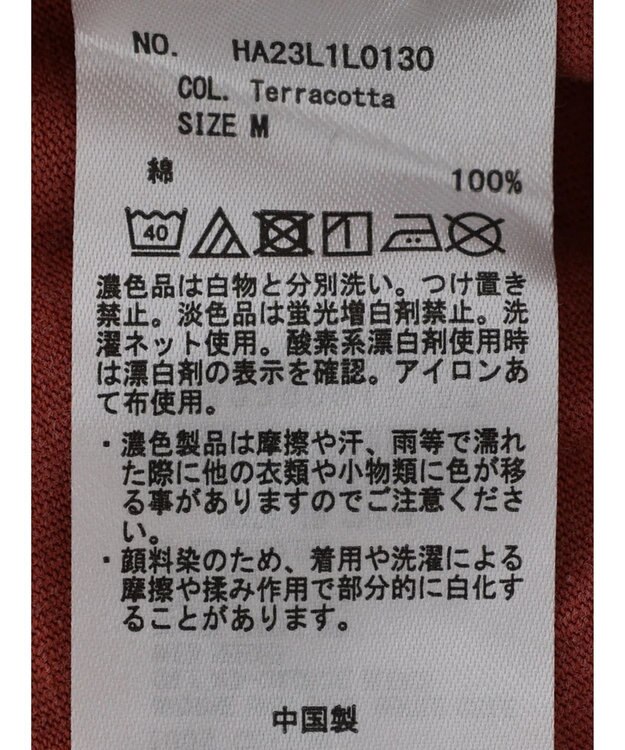 NO. HA23L1L0130
COL. Terracotta
SIZE M
綿 100%
40
濃色品は白物と分別洗い。つけ置き
禁止。淡色品は蛍光増白剤禁止。洗
濯ネット使用。酸素系漂白剤使用時
は漂白剤の表示を確認。アイロンあ
て布使用。
・濃色製品は摩擦や汗、雨等で濡れ
た際に他の衣類や小物類に色が移
る事がありますのでご注意くださ
い。
・顔料染のため、着用や洗濯による
摩擦や揉み作用で部分的に白化す
ることがあります。
中国製